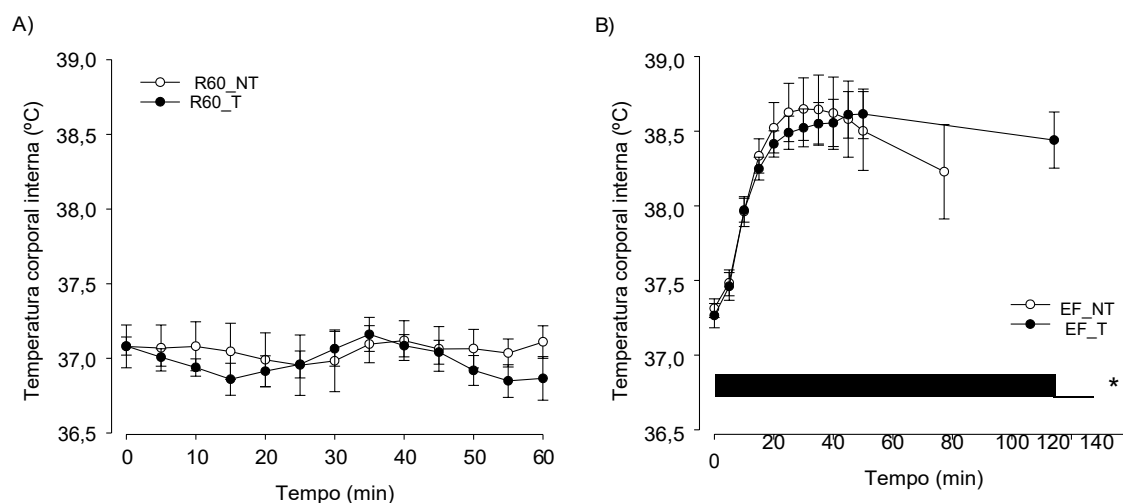 A)
39,0
38,5
38,0
37,5
37,0
36,5
Temperatura corporal interna (ºC)
R60_NT
R60_T
0 10 20 30 40 50 60
Tempo (min)
B)
39,0
38,5
38,0
37,5
37,0
36,5
Temperatura corporal interna (ºC)
EF_NT
EF_T
*
0 20 40 60 80 100 120 140
Tempo (min)